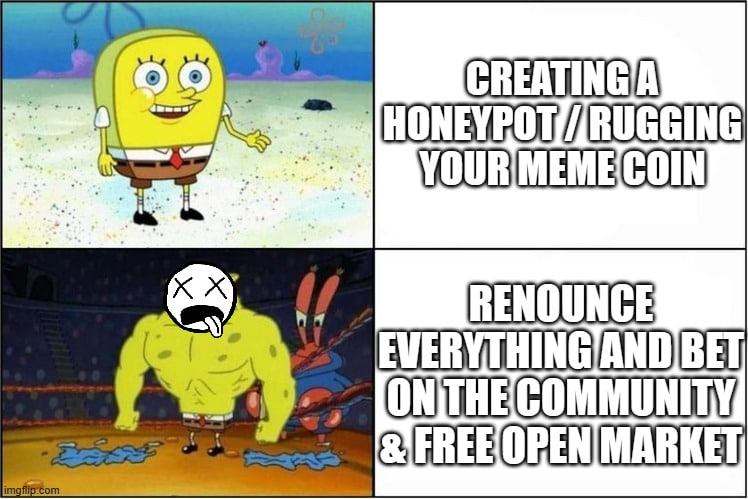 CREATING A
HONEYPOT / RUGGING
YOUR MEME COIN
RENOUNCE
EVERYTHING AND BET
ON THE COMMUNITY
& FREE OPEN MARKET
imgflip.com